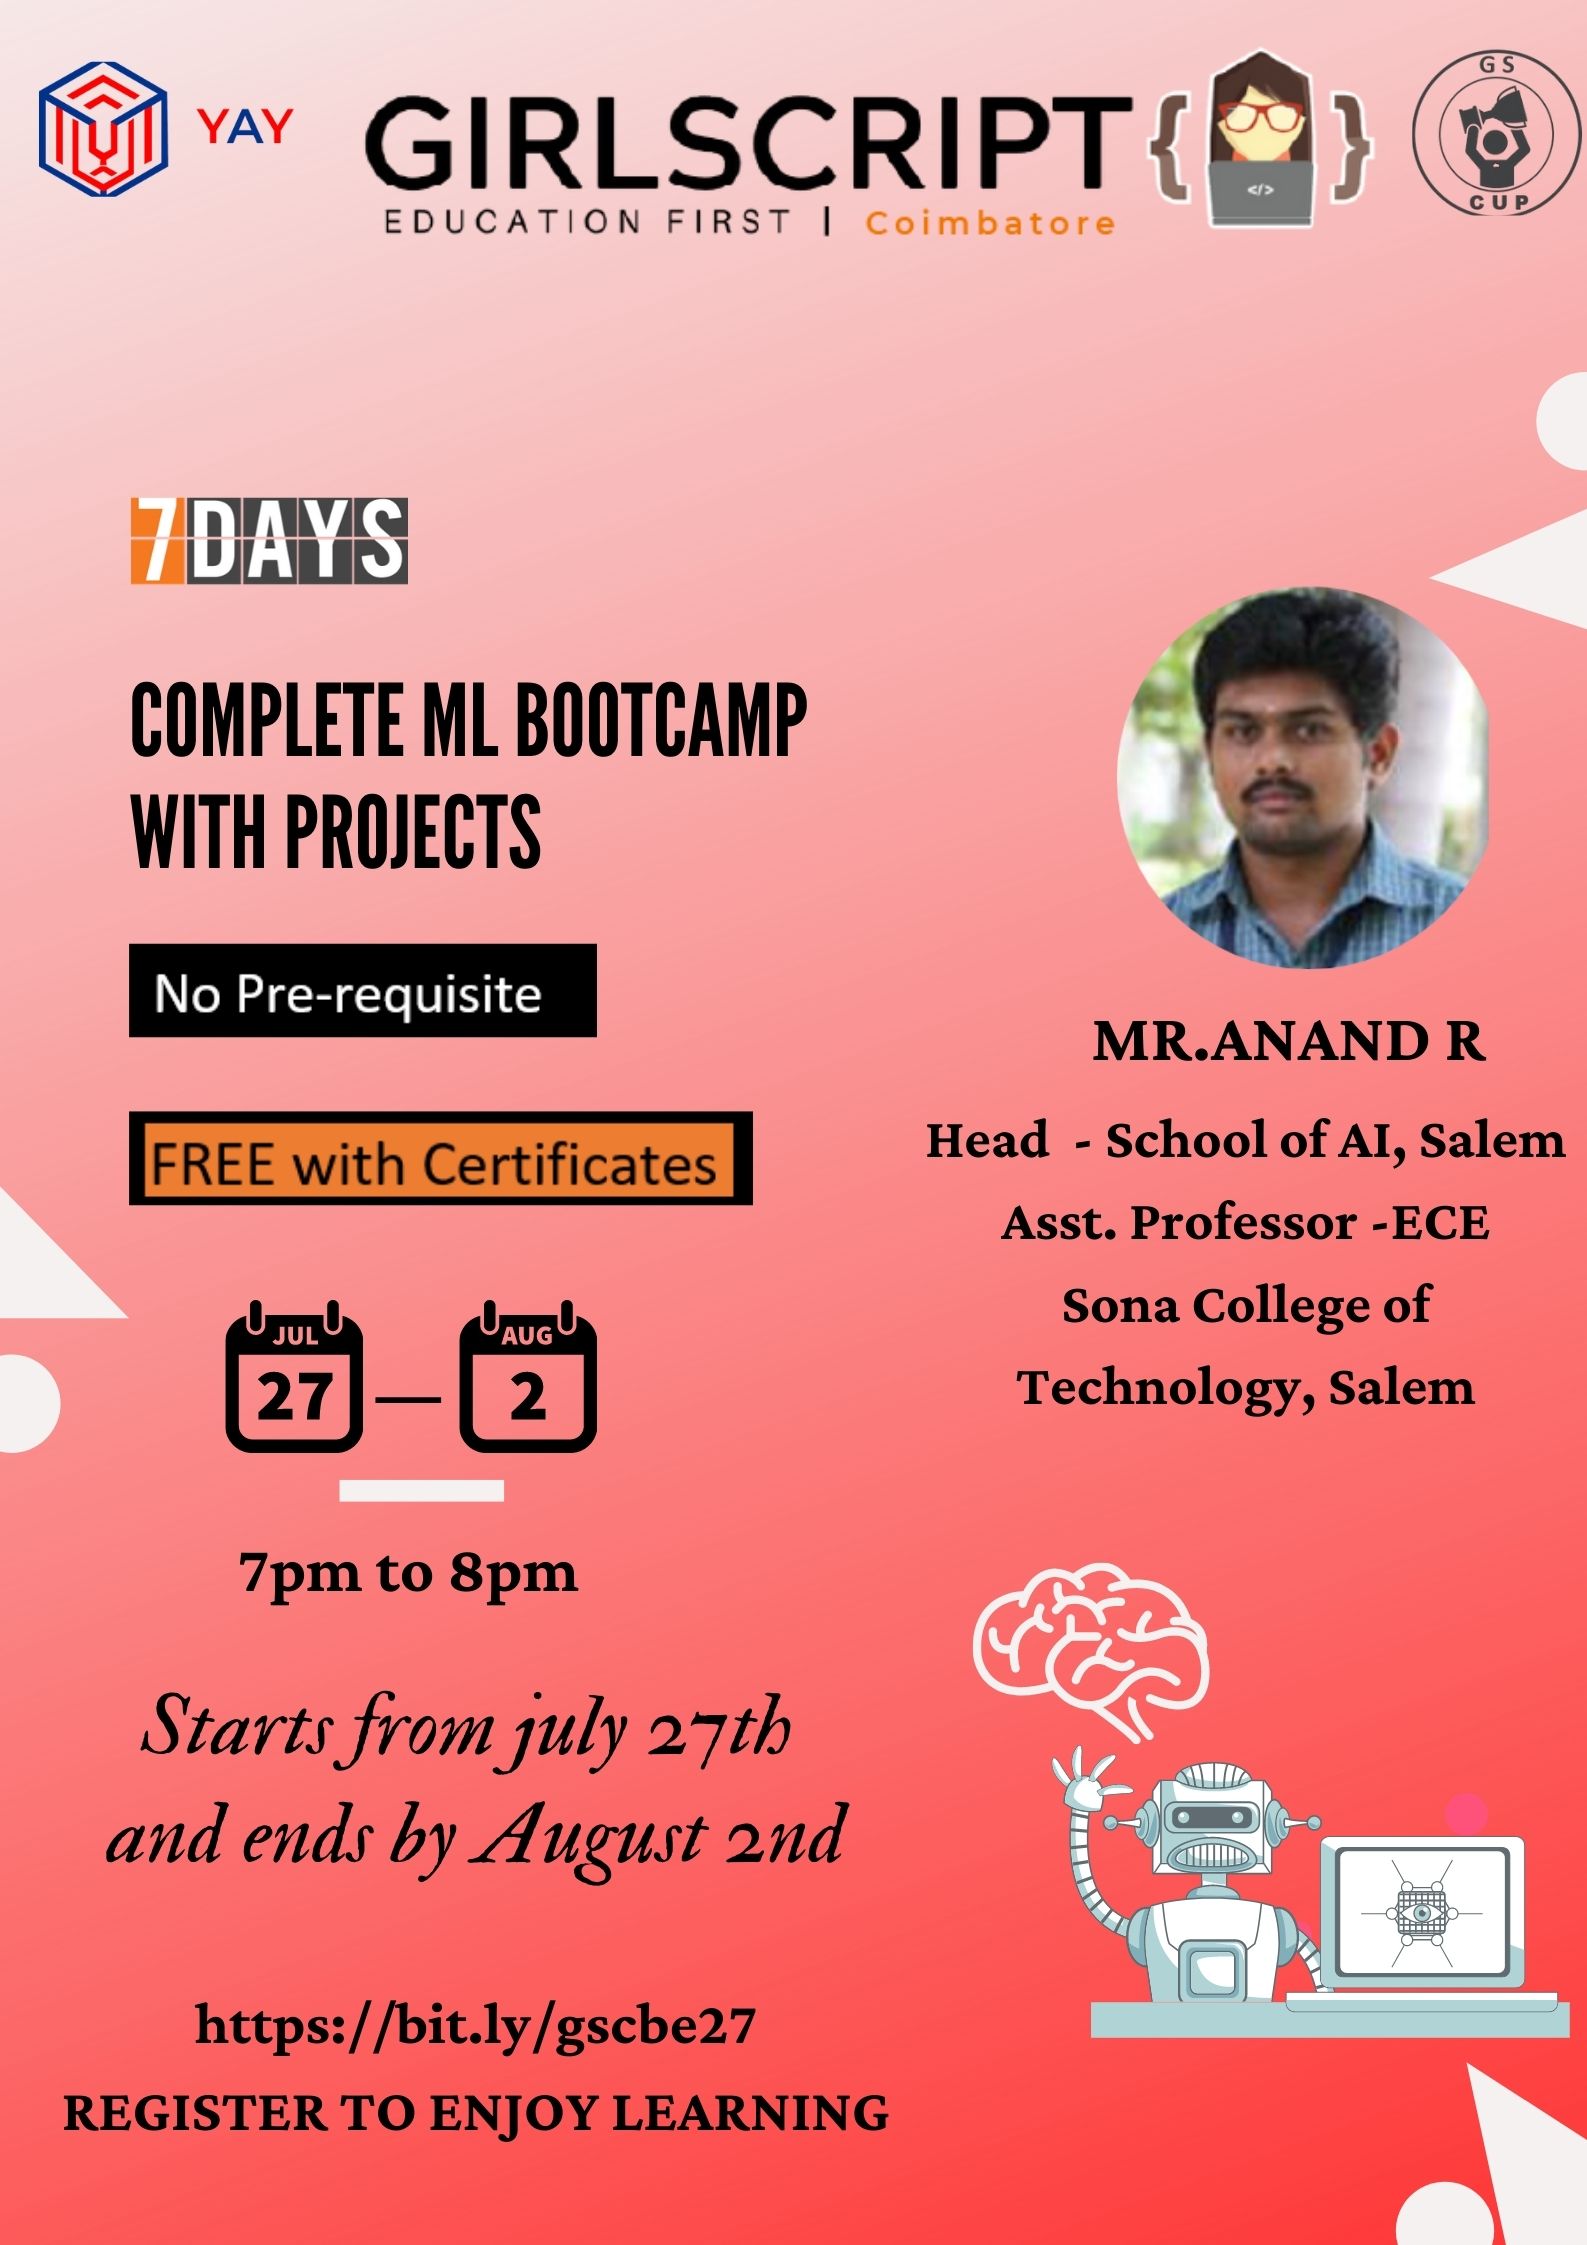 YAY
GIRLSCRIPT
EDUCATION FIRST | Coimbatore
</>
GS
CUP
7DAYS
COMPLETE ML BOOTCAMP
WITH PROJECTS
No Pre-requisite
FREE with Certificates
JUL
27
—
AUG
2
7pm to 8pm
Starts from july 27th
and ends by August 2nd
https://bit.ly/gscbe27
REGISTER TO ENJOY LEARNING
MR.ANAND R
Head - School of AI, Salem
Asst. Professor -ECE
Sona College of
Technology, Salem